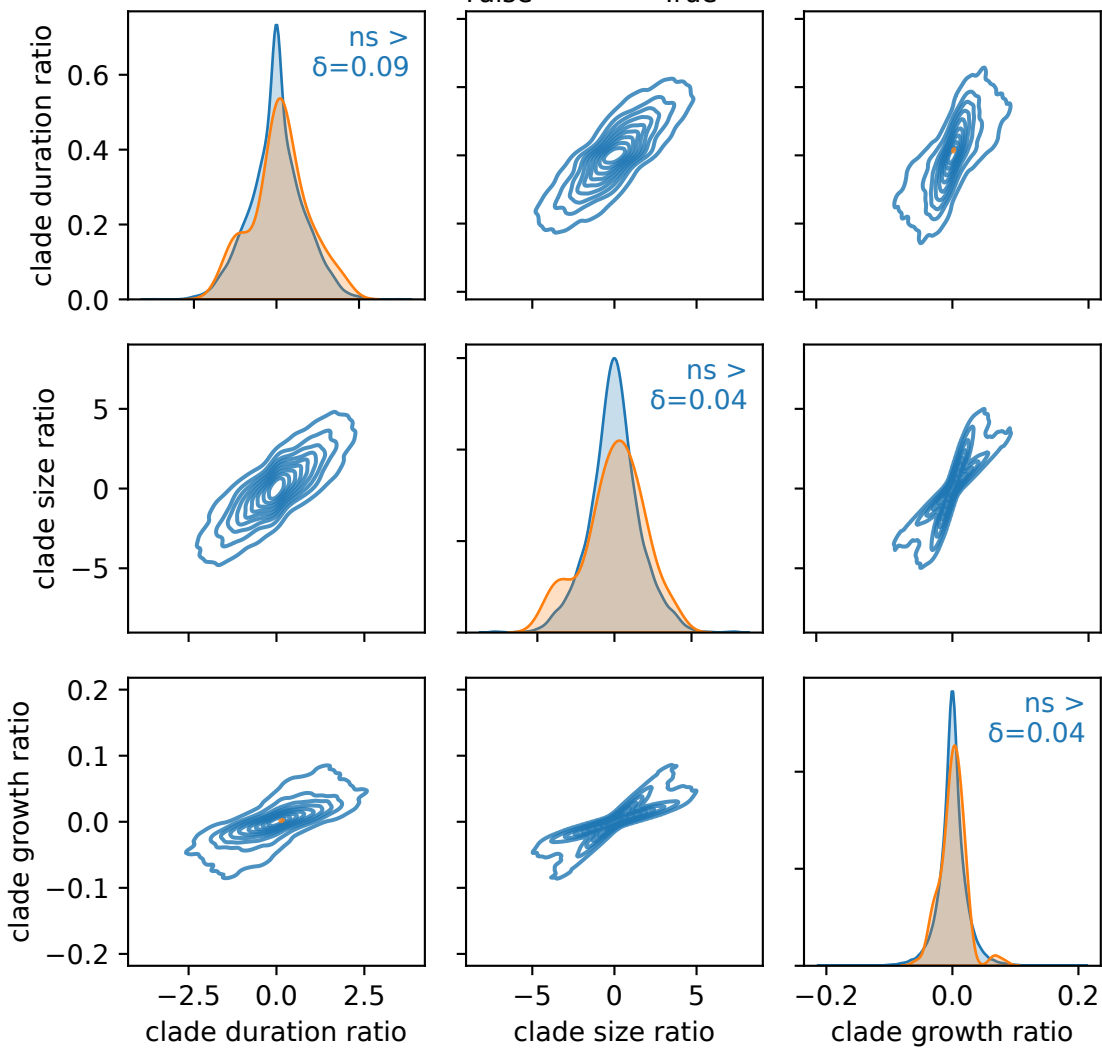 True
clade duration ratio
0.6
0.4
0.2
0.0
ns >
δ=0.09
clade size ratio
5
0
−5
ns >
δ=0.04
clade growth ratio
0.2
0.1
0.0
−0.1
−0.2
ns >
δ=0.04
−2.5 0.0 2.5
−5 0 5
−0.2 0.0 0.2
clade duration ratio
clade size ratio
clade growth ratio